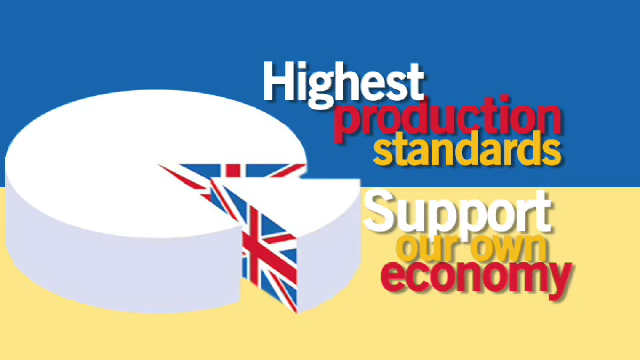 Highest
production
standards
Support
our own
economy